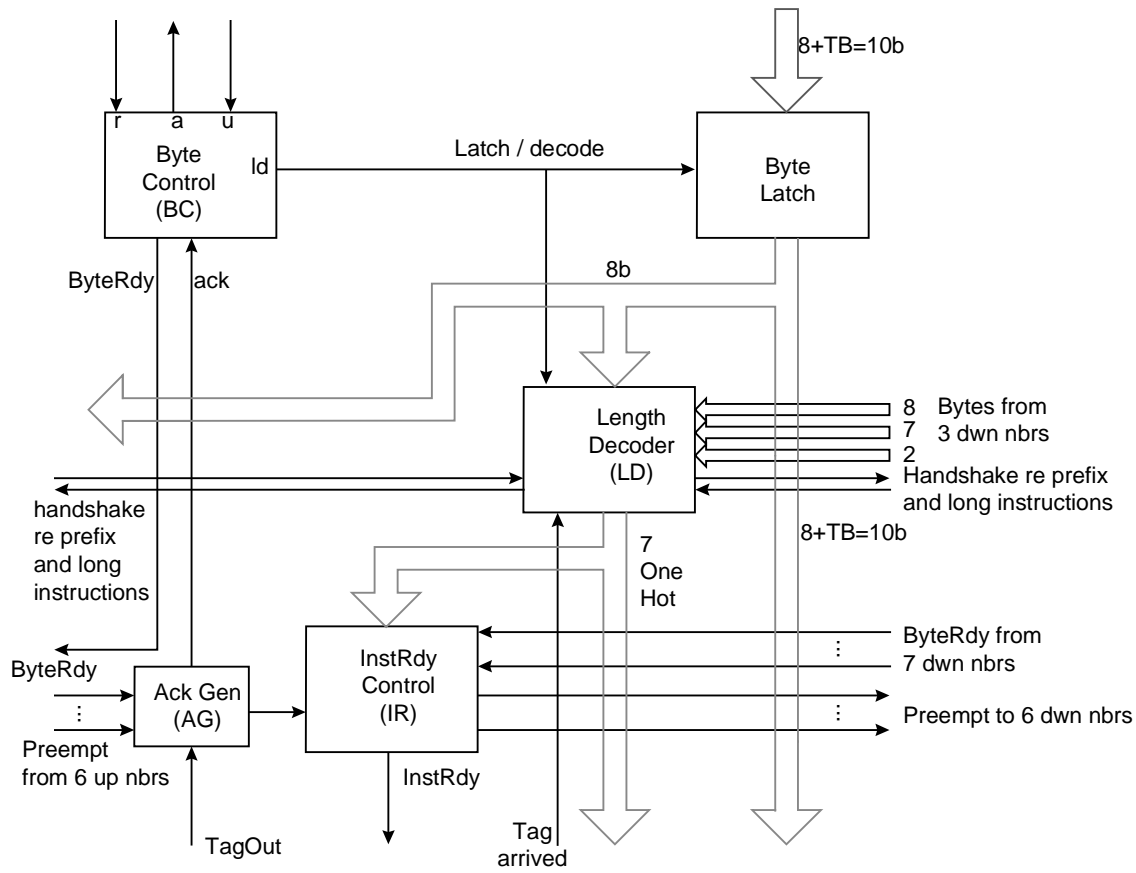 8+TB=10b
r a u
Byte
Control
(BC)
ld
Latch / decode
Byte
Latch
ByteRdy
ack
8b
Length
Decoder
(LD)
8
7
2
Bytes from
3 dwn nbrs
Handshake re prefix
and long instructions
handshake
re prefix
and long
instructions
8+TB=10b
7
One
Hot
ByteRdy
InstRdy
Control
(IR)
ByteRdy from
7 dwn nbrs
Ack Gen
(AG)
Preempt to 6 dwn nbrs
Preempt
from 6 up nbrs
InstRdy
TagOut
Tag
arrived